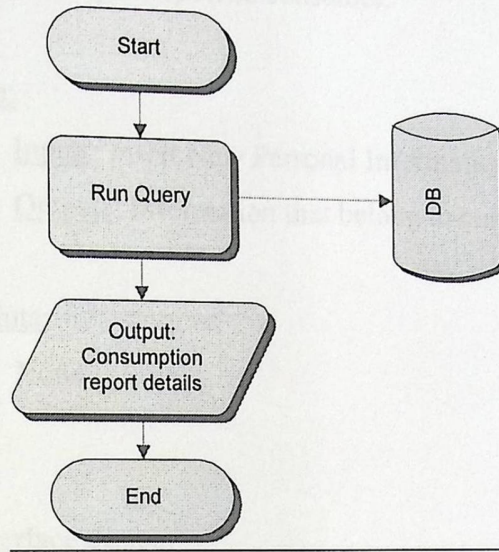 Start
Run Query
DB
Output:
Consumption
report details
End